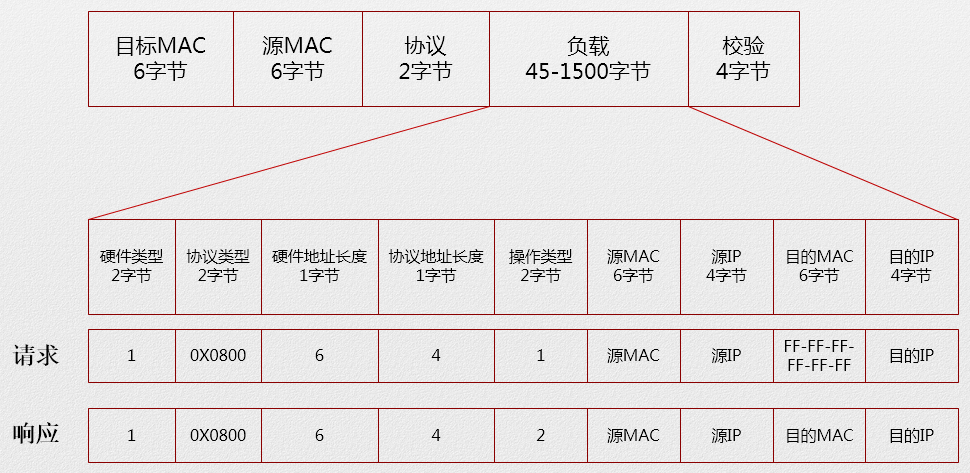 目标MAC
6字节
源MAC
6字节
协议
2字节
负载
45-1500字节
校验
4字节
硬件类型
2字节
协议类型
2字节
硬件地址长度
1字节
协议地址长度
1字节
操作类型
2字节
源MAC
6字节
源IP
4字节
目的MAC
6字节
目的IP
4字节
请求
1
0X0800
6
4
1
源MAC
源IP
FF-FF-FF-
FF-FF-FF
目的IP
响应
1
0X0800
6
4
2
源MAC
源IP
目的MAC
目的IP